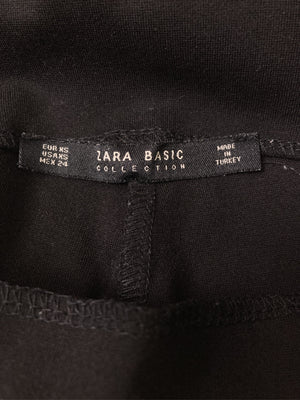 EUR XS
USA XS
MEX 24
ZARA BASIC
COLLECTION
MADE
IN
TURKEY